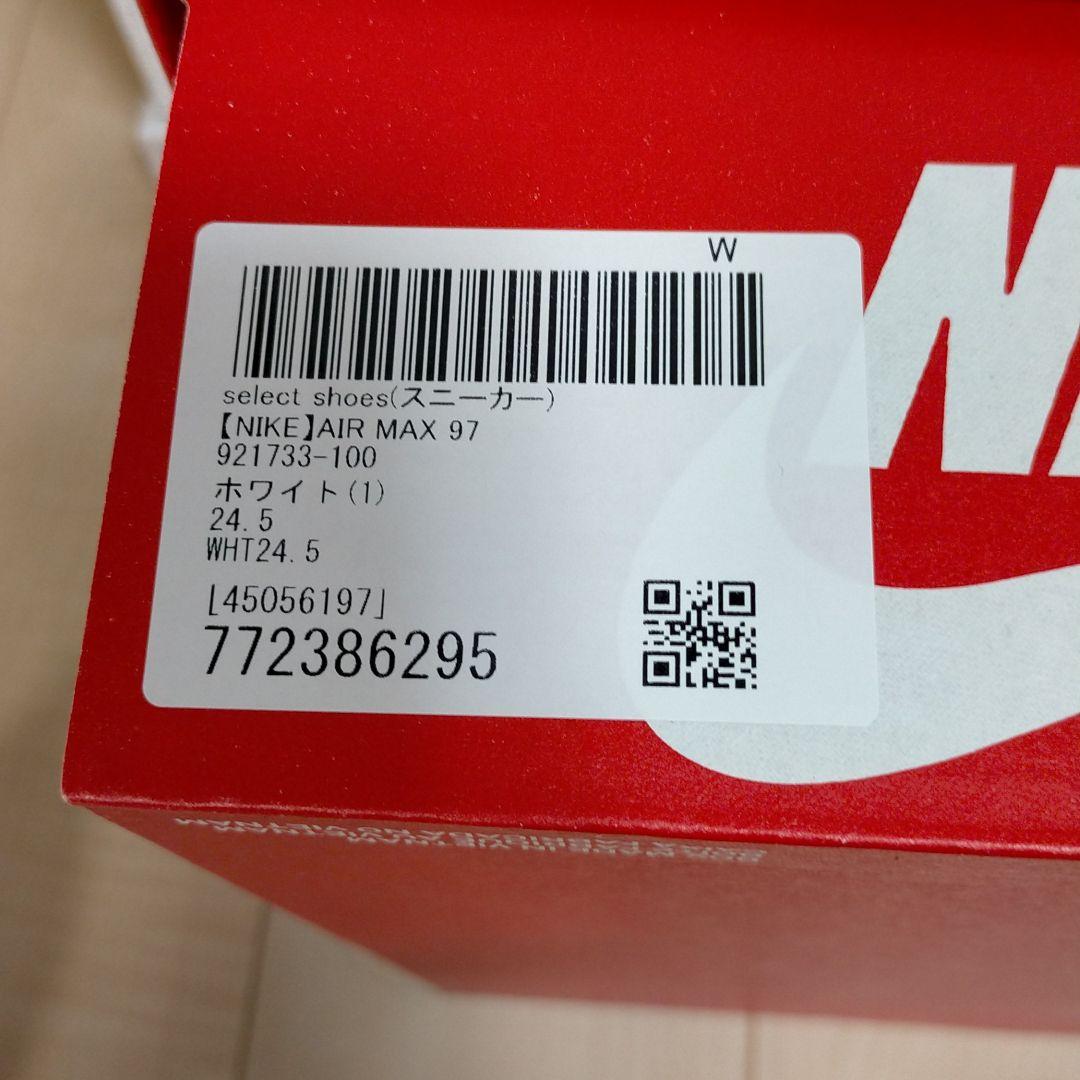 W
select shoes(スニーカー)
【NIKE】AIR MAX 97
921733-100
ホワイト(1)
24.5
WHT24.5
[45056197]
772386295